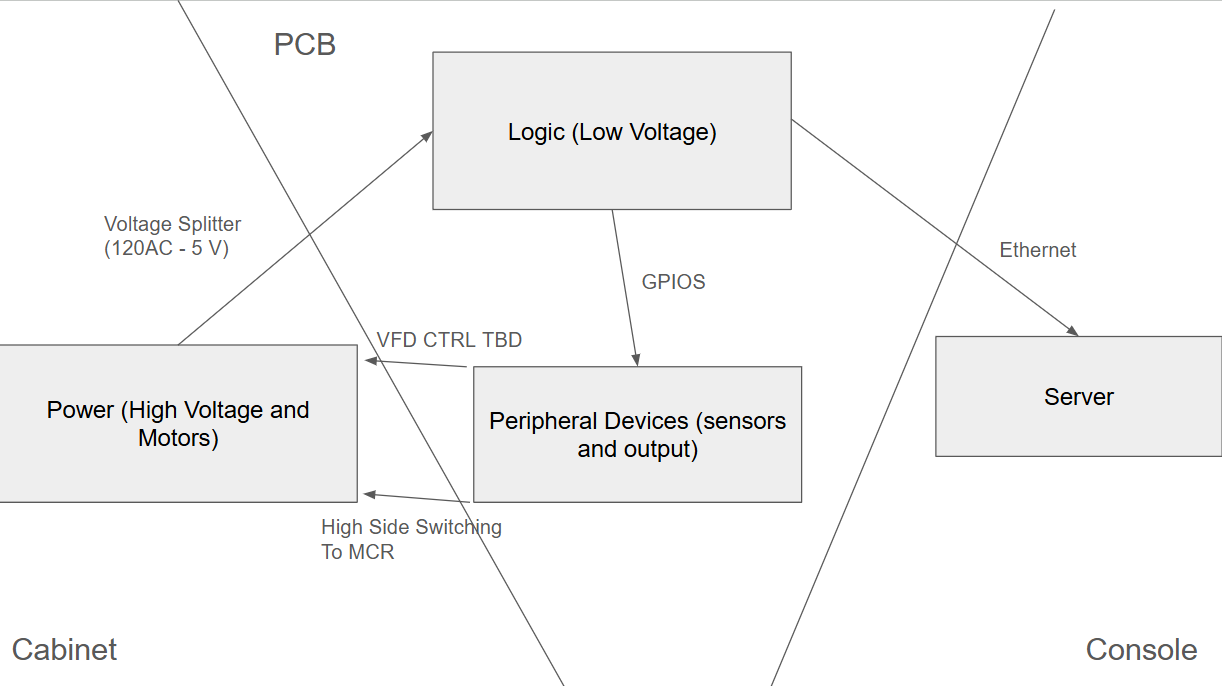 PCB
Logic (Low Voltage)
Voltage Splitter
(120AC - 5 V)
Ethernet
GPIOS
VFD CTRL TBD
Power (High Voltage and
Motors)
Peripheral Devices (sensors
and output)
Server
High Side Switching
To MCR
Cabinet
Console